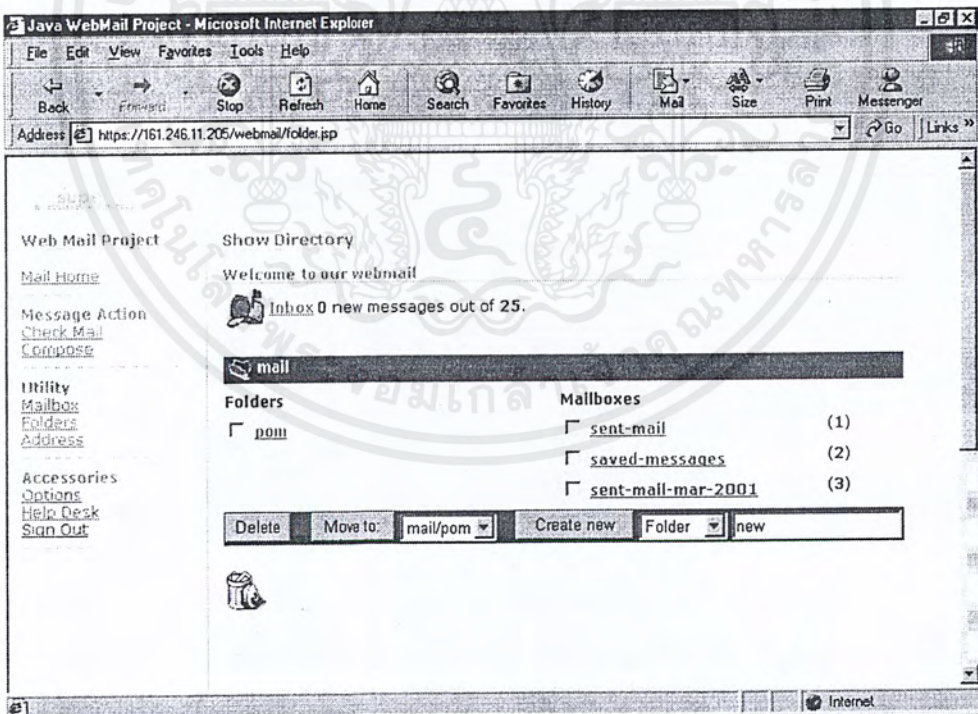 Java WebMail Project - Microsoft Internet Explorer
File Edit View Favorites Tools Help
Back Forward Stop Refresh Home Search Favorites History Mail Size Print Messenger
Address https://161.246.11.205/webmail/folder.jsp Go Links »
Web Mail Project
Mail Home
Message Action
Check Mail
Compose
Utility
Mailbox
Folders
Address
Accessories
Options
Help Desk
Sign Out
Show Directory
Welcome to our webmail
Inbox 0 new messages out of 25.
mail
Folders Mailboxes
pom sent-mail (1)
saved-messages (2)
sent-mail-mar-2001 (3)
Delete Move to: mail/pom Create new Folder new
Internet